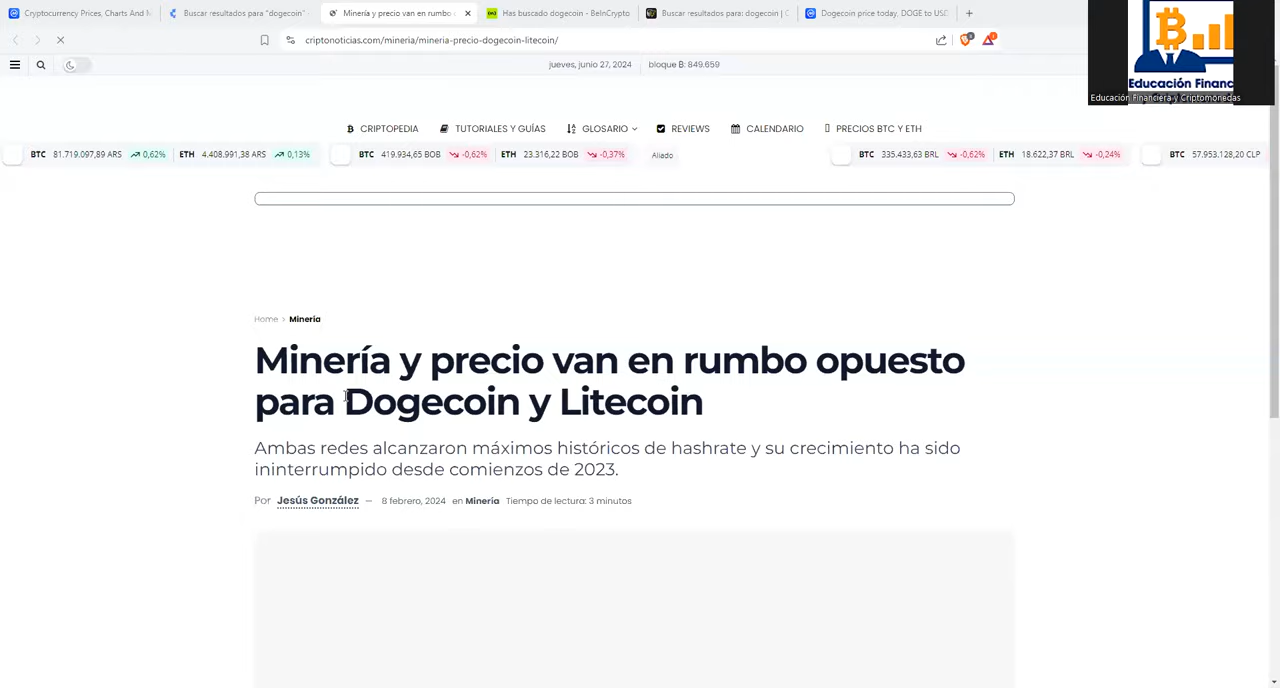 Cryptocurrency Prices, Charts And M
Buscar resultados para "dogecoin" -
Minería y precio van en rumbo o
Has buscado dogecoin - BeInCrypto
Buscar resultados para: dogecoin | C
Dogecoin price today, DOGE to USD
criptonoticias.com/mineria/mineria-precio-dogecoin-litecoin/
jueves, junio 27, 2024
bloque ₿: 849.659
Educación Financ
Educación Financiera y Criptomonedas
CRIPTOPEDIA
TUTORIALES Y GUÍAS
GLOSARIO
REVIEWS
CALENDARIO
PRECIOS BTC Y ETH
BTC 81.719.097,89 ARS 0,62% ETH 4.408.991,38 ARS 0,13%
BTC 419.934,65 BOB -0,62% ETH 23.316,22 BOB -0,37%
Aliado
BTC 335.433,63 BRL -0,62% ETH 18.622,37 BRL -0,24%
BTC 57.953.128,20 CLP
Home > Minería
Minería y precio van en rumbo opuesto
para Dogecoin y Litecoin
Ambas redes alcanzaron máximos históricos de hashrate y su crecimiento ha sido
ininterrumpido desde comienzos de 2023.
Por Jesús González — 8 febrero, 2024 en Minería Tiempo de lectura: 3 minutos